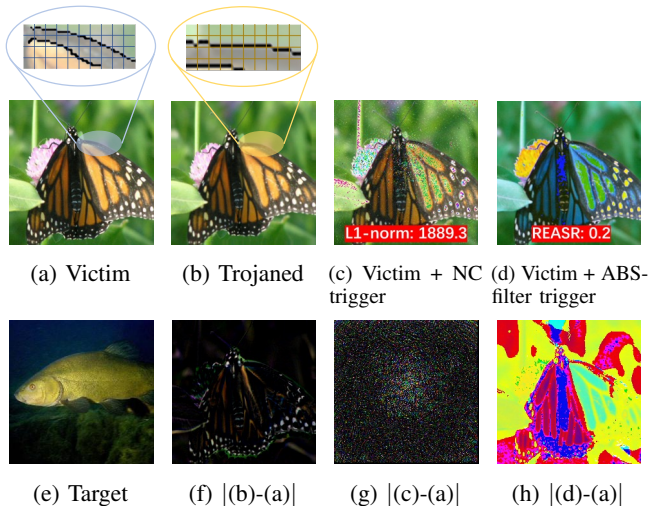 L1-norm: 1889.3
REASR: 0.2
(a) Victim
(b) Trojaned
(c) Victim + NC
trigger
(d) Victim + ABS-
filter trigger
(e) Target
(f) |(b)-(a)|
(g) |(c)-(a)|
(h) |(d)-(a)|